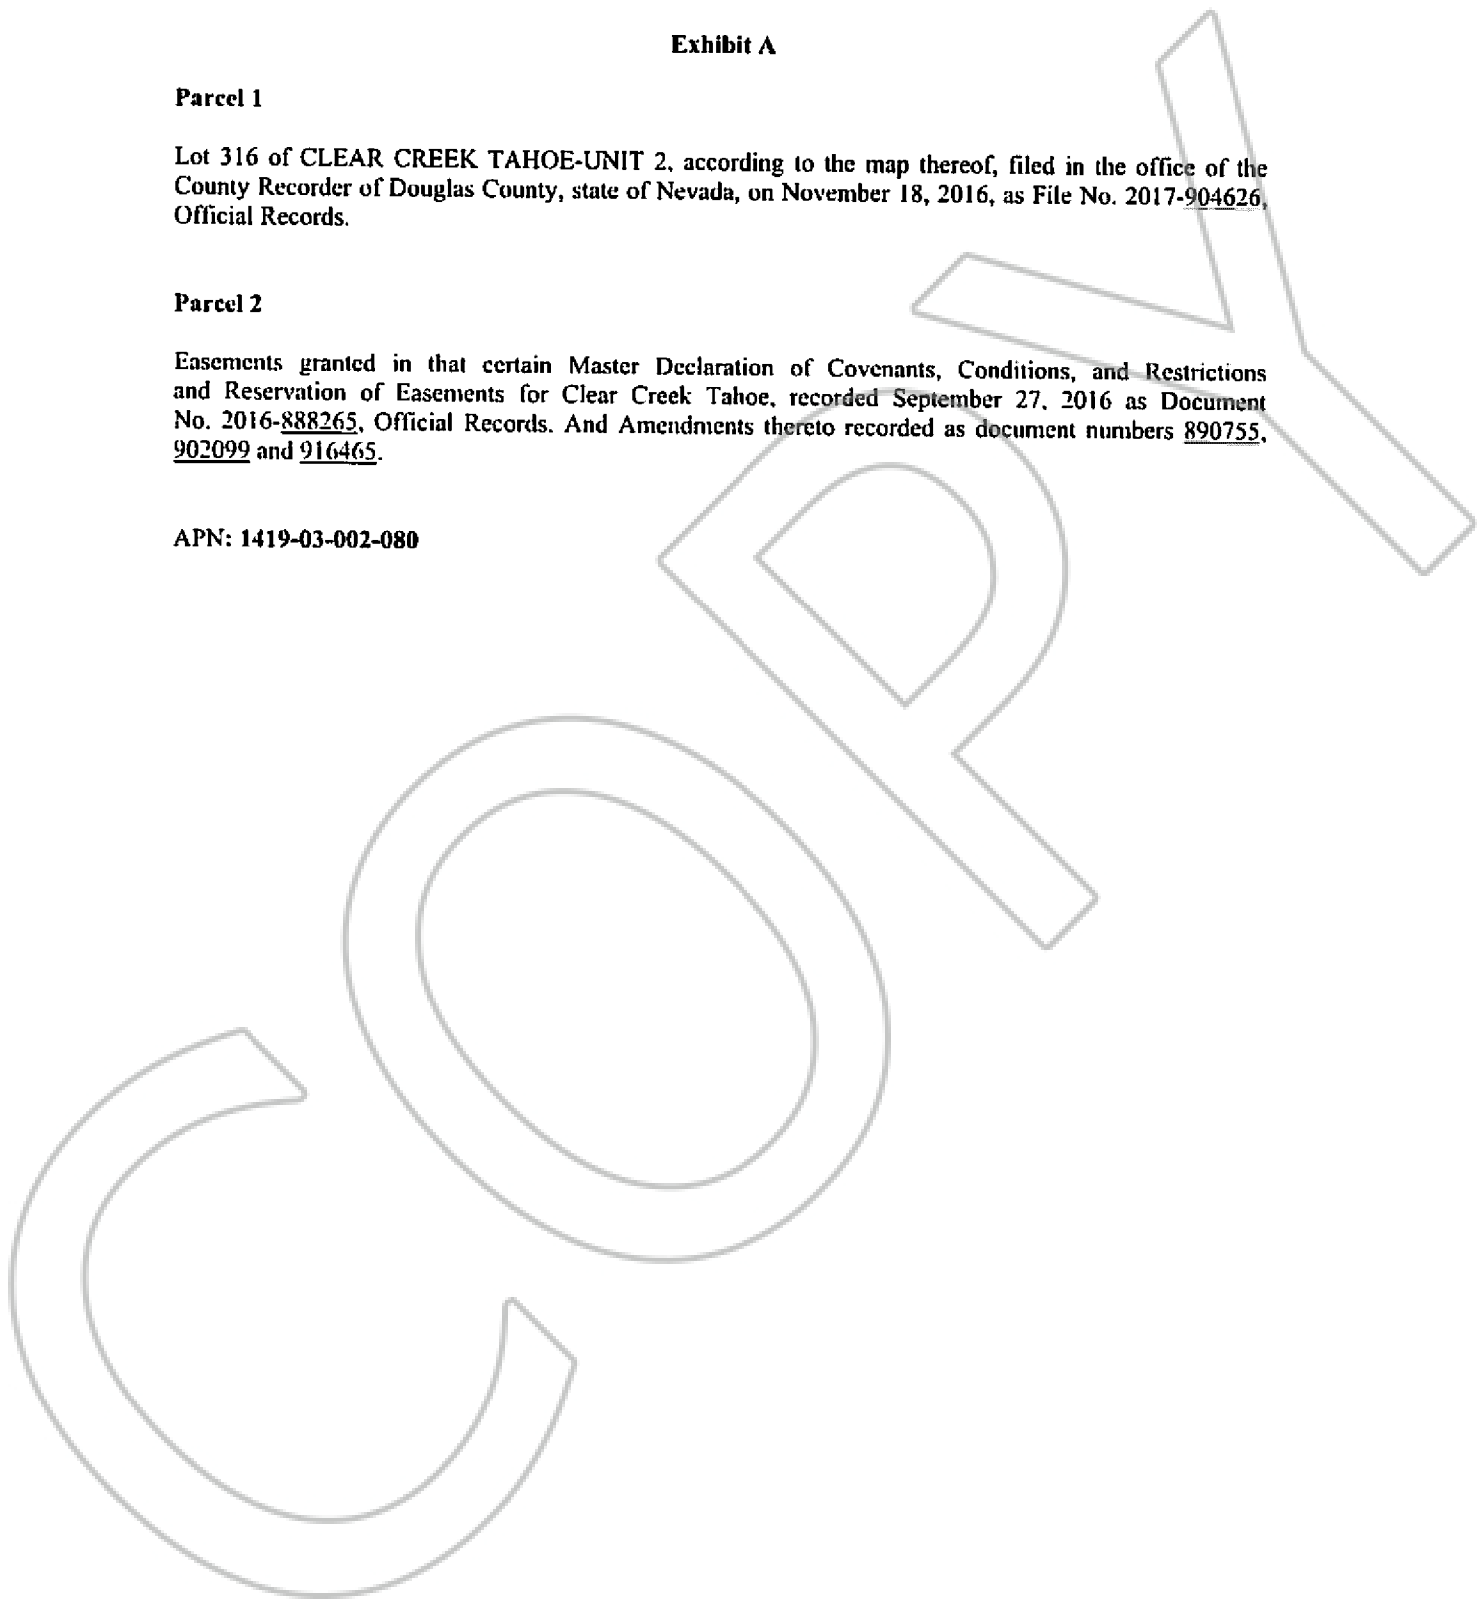 Exhibit A
Parcel 1
Lot 316 of CLEAR CREEK TAHOE-UNIT 2, according to the map thereof, filed in the office of the
County Recorder of Douglas County, state of Nevada, on November 18, 2016, as File No. 2017-904626,
Official Records.
Parcel 2
Easements granted in that certain Master Declaration of Covenants, Conditions, and Restrictions
and Reservation of Easements for Clear Creek Tahoe, recorded September 27, 2016 as Document
No. 2016-888265, Official Records. And Amendments thereto recorded as document numbers 890755,
902099 and 916465.
APN: 1419-03-002-080
COPY